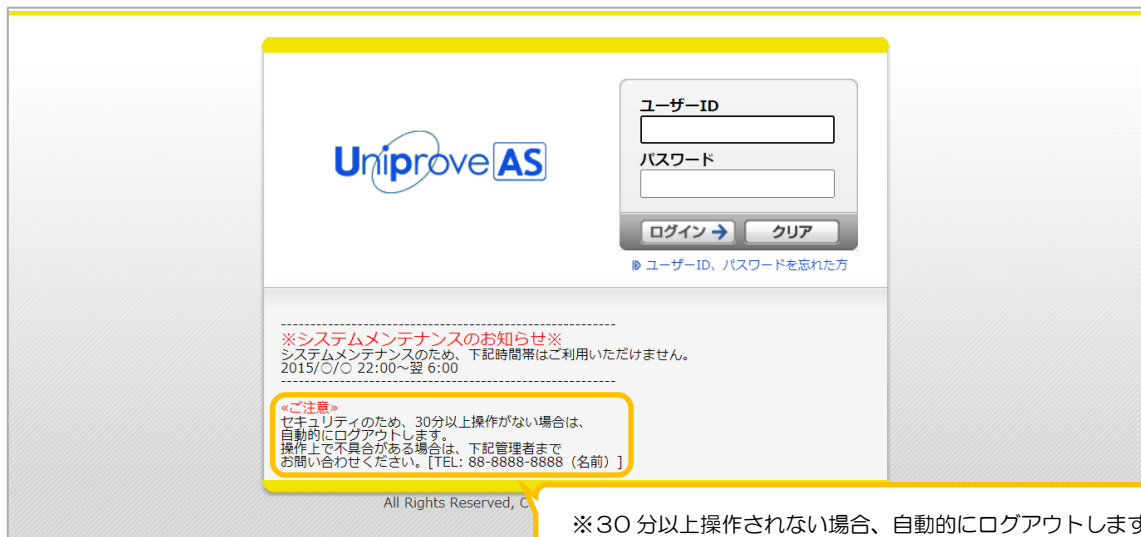 Uniprove AS
ユーザーID
パスワード
ログイン
クリア
ユーザーID、パスワードを忘れた方
---------------------------------------------------------
※システムメンテナンスのお知らせ※
システムメンテナンスのため、下記時間帯はご利用いただけません。
2015/○/○ 22:00～翌 6:00
---------------------------------------------------------
≪ご注意≫
セキュリティのため、30分以上操作がない場合は、
自動的にログアウトします。
操作上で不具合がある場合は、下記管理者まで
お問い合わせください。[TEL: 88-8888-8888（名前）]
All Rights Reserved, C
※30 分以上操作されない場合、自動的にログアウトします